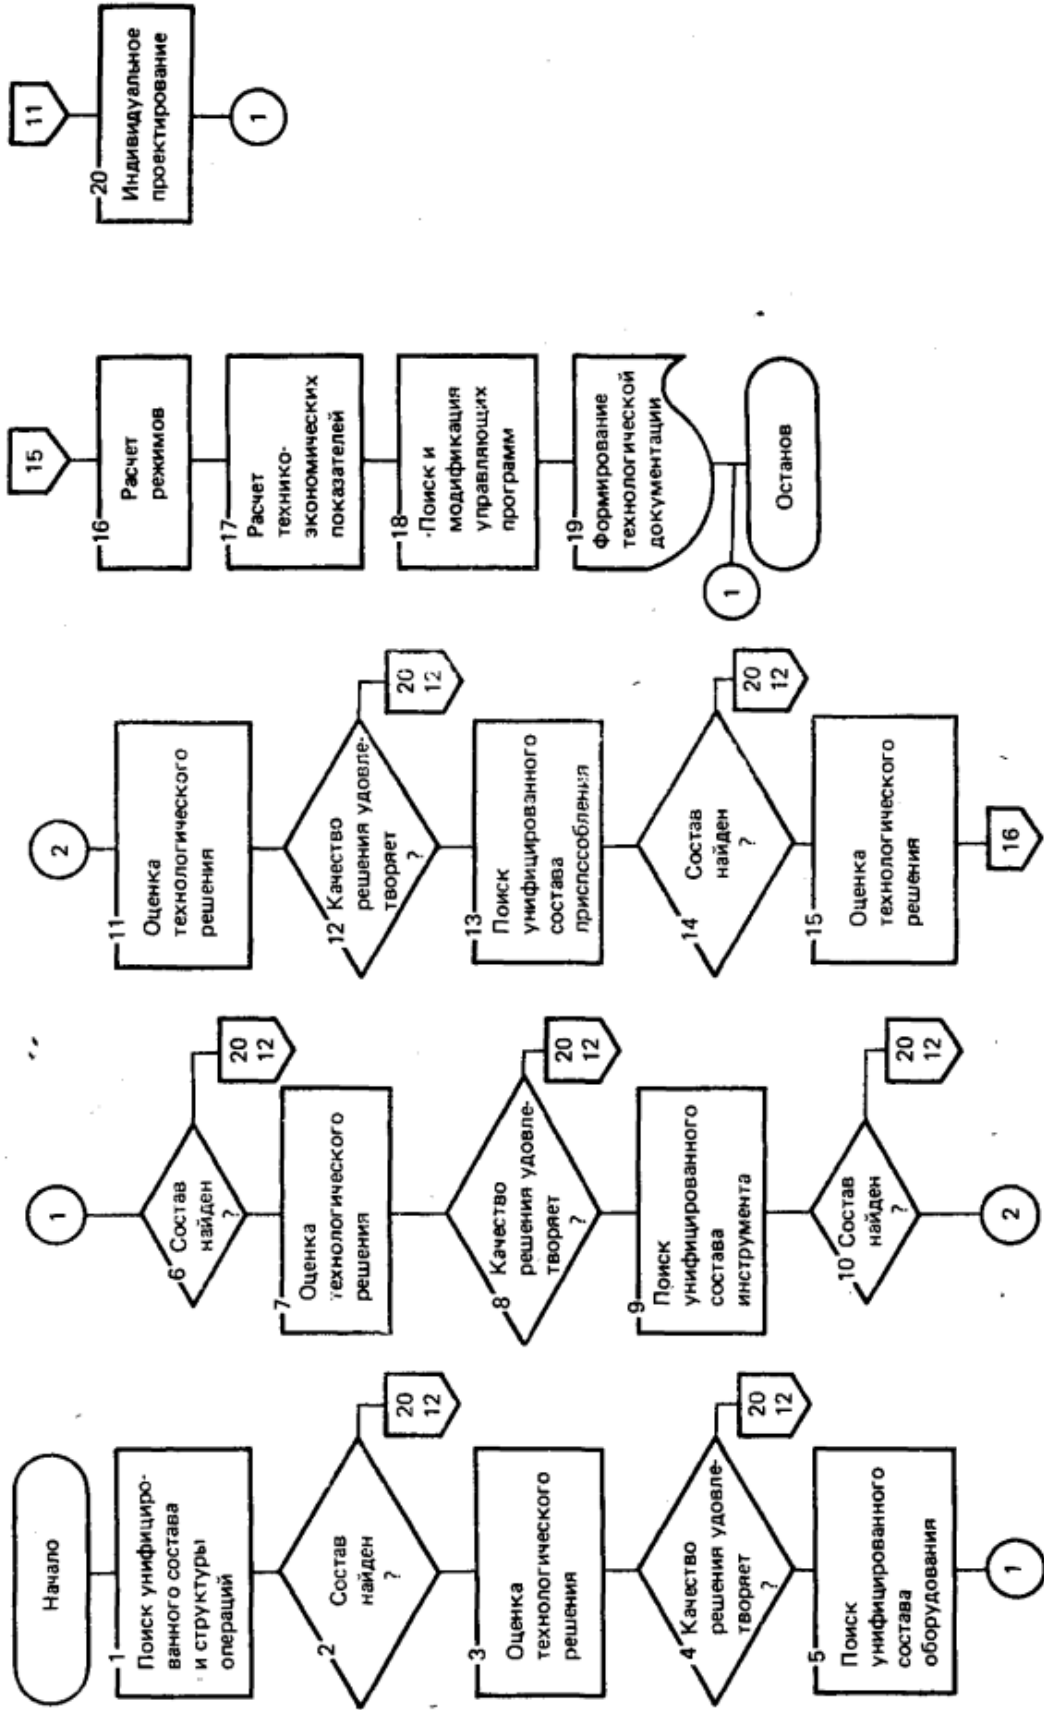 Начало
1
Поиск унифициро-
ванного состава
и структуры
операций
2
Состав
найден
?
20
12
3
Оценка
технологического
решения
4
Качество
решения удовле-
творяет
?
20
12
5
Поиск
унифицированного
состава
оборудования
1
1
6
Состав
найден
?
20
12
7
Оценка
технологического
решения
8
Качество
решения удовле-
творяет
?
20
12
9
Поиск
унифицированного
состава
инструмента
10
Состав
найден
?
20
12
2
2
11
Оценка
технологического
решения
12
Качество
решения удовле-
творяет
?
20
12
13
Поиск
унифицированного
состава
приспособления
14
Состав
найден
?
20
12
15
Оценка
технологического
решения
16
15
16
Расчет
режимов
17
Расчет
технико-
экономических
показателей
18
Поиск и
модификация
управляющих
программ
19
Формирование
технологической
документации
1
Останов
11
20
Индивидуальное
проектирование
1